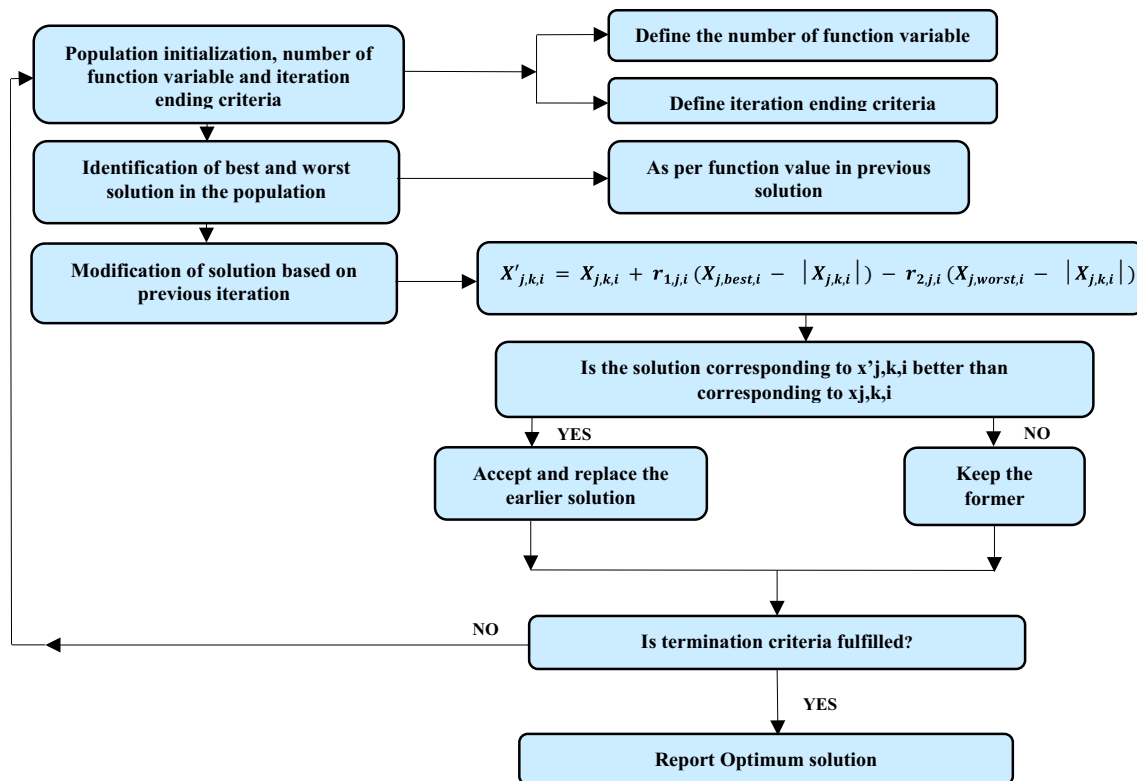 Population initialization, number of
function variable and iteration
ending criteria
Define the number of function variable
Define iteration ending criteria
Identification of best and worst
solution in the population
As per function value in previous
solution
Modification of solution based on
previous iteration
X'j,k,i = Xj,k,i + r1,j,i (Xj,best,i − |Xj,k,i|) − r2,j,i (Xj,worst,i − |Xj,k,i|)
Is the solution corresponding to x’j,k,i better than
corresponding to xj,k,i
YES
NO
Accept and replace the
earlier solution
Keep the
former
NO
Is termination criteria fulfilled?
YES
Report Optimum solution